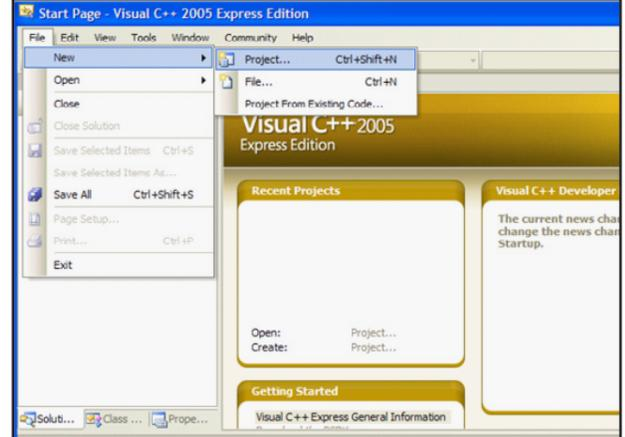 Start Page - Visual C++ 2005 Express Edition
File Edit View Tools Window Community Help
New
Project... Ctrl+Shift+N
Open
File... Ctrl+N
Close
Project From Existing Code...
Close Solution
Save Selected Items Ctrl+S
Save Selected Items As...
Save All Ctrl+Shift+S
Page Setup...
Print... Ctrl+P
Exit
Visual C++ 2005
Express Edition
Recent Projects
Open: Project...
Create: Project...
Getting Started
Visual C++ Express General Information
Visual C++ Developer
The current news chan
change the news chan
Startup.
Soluti... Class ... Prope...